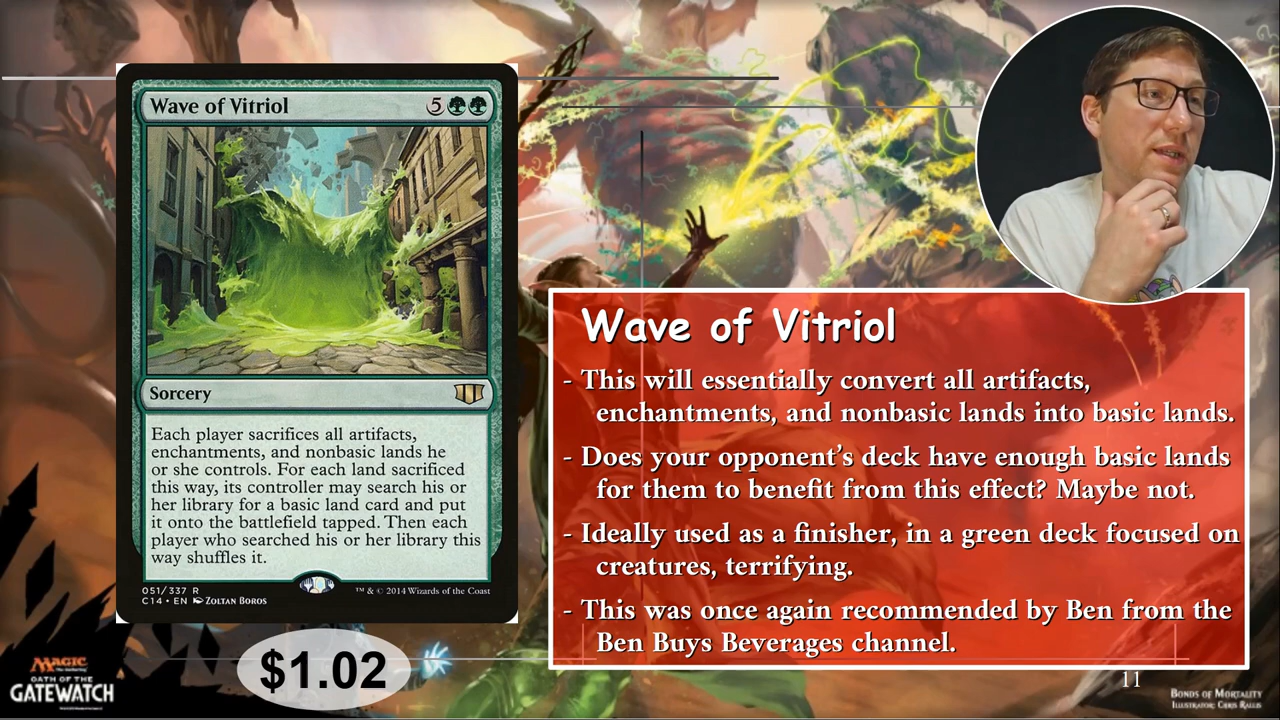 Wave of Vitriol
5
Sorcery
Each player sacrifices all artifacts,
enchantments, and nonbasic lands he
or she controls. For each land sacrificed
this way, its controller may search his or
her library for a basic land card and put
it onto the battlefield tapped. Then each
player who searched his or her library this
way shuffles it.
051/337 R
C14 • EN Zoltan Boros
™ & © 2014 Wizards of the Coast
$1.02
Wave of Vitriol
- This will essentially convert all artifacts,
enchantments, and nonbasic lands into basic lands.
- Does your opponent's deck have enough basic lands
for them to benefit from this effect? Maybe not.
- Ideally used as a finisher, in a green deck focused on
creatures, terrifying.
- This was once again recommended by Ben from the
Ben Buys Beverages channel.
11
MAGIC
The Gathering
OATH OF THE
GATEWATCH
Bonds of Mortality
Illustrator: Chris Rallis